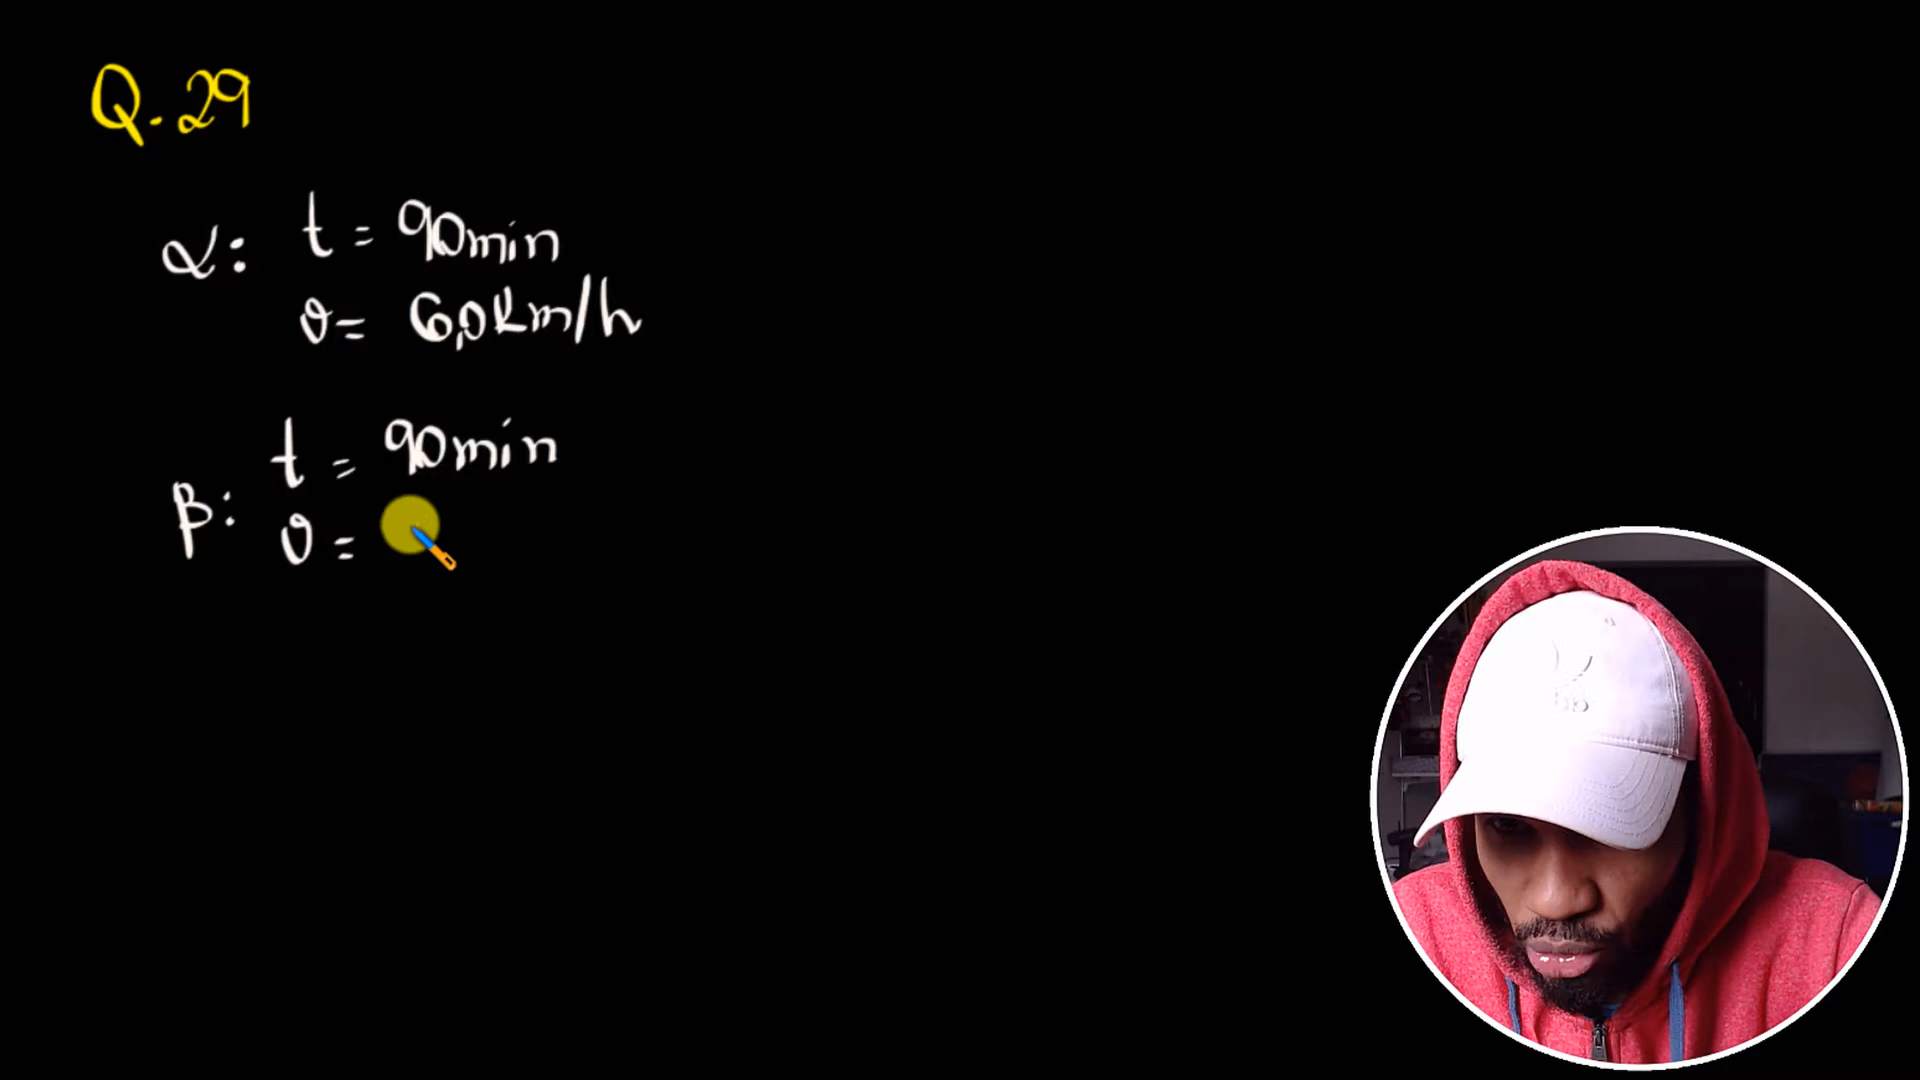 Q. 29
α: t = 90min
v = 6,0km/h
β: t = 90min
v =